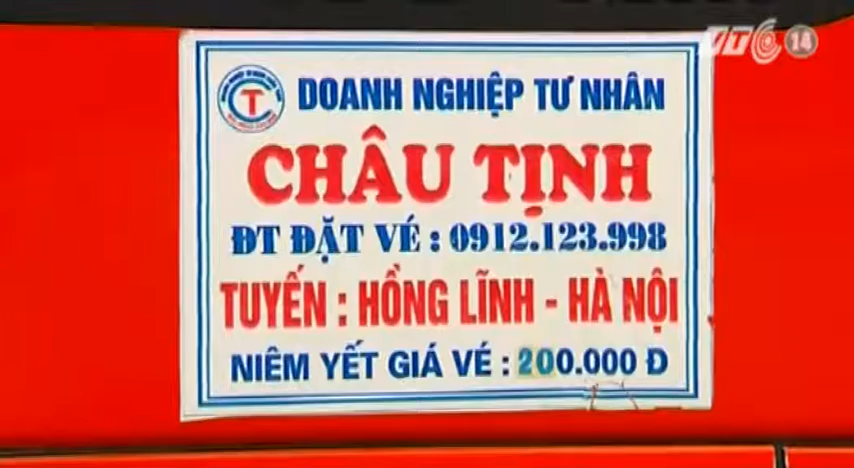 VTC 14
T
DOANH NGHIỆP TƯ NHÂN
CHÂU TỊNH
ĐT ĐẶT VÉ : 0912.123.998
TUYẾN : HỒNG LĨNH - HÀ NỘI
NIÊM YẾT GIÁ VÉ : 200.000 Đ